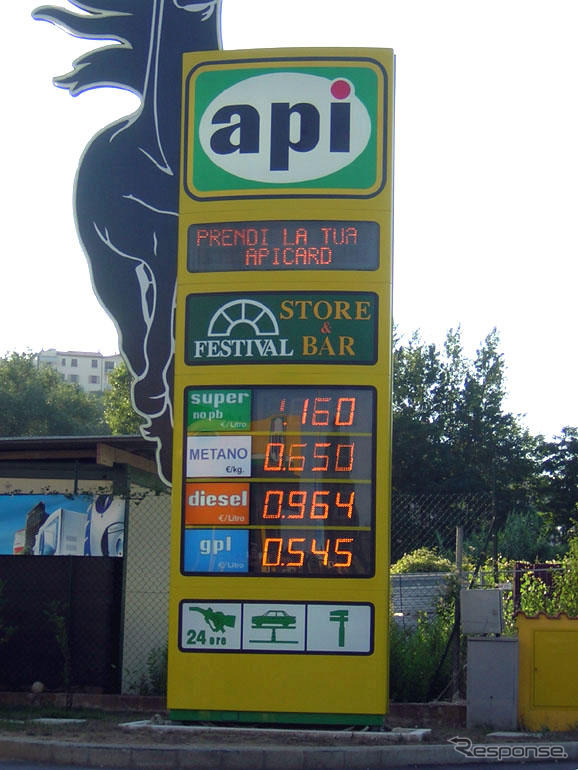 api
PRENDI LA TUA
APICARD
STORE
&
FESTIVAL BAR
super
no pb
€/Litro
1.160
METANO
€/kg.
0.650
diesel
€/Litro
0.964
gpl
€/Litro
0.545
24 ore
Response.